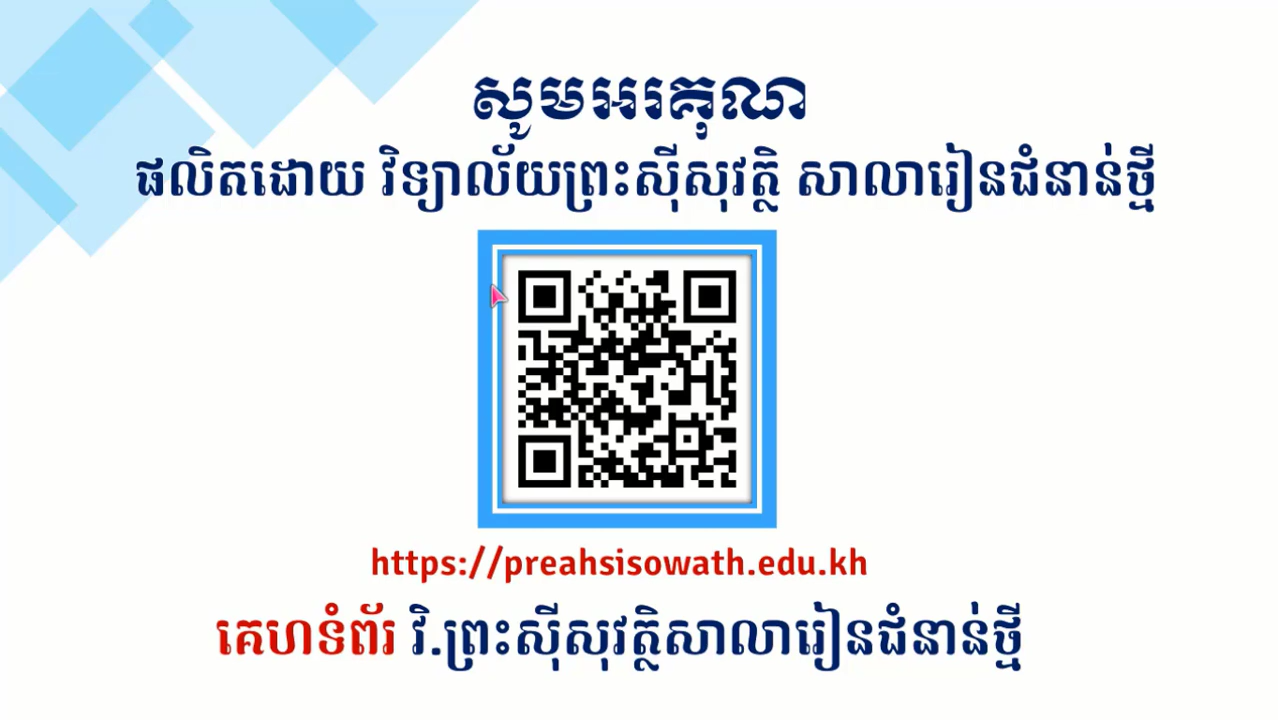 សូមអរគុណ
ផលិតដោយ វិទ្យាល័យព្រះស៊ីសុវត្ថិ សាលារៀនជំនាន់ថ្មី
https://preahsisowath.edu.kh
គេហទំព័រ វិ.ព្រះស៊ីសុវត្ថិសាលារៀនជំនាន់ថ្មី